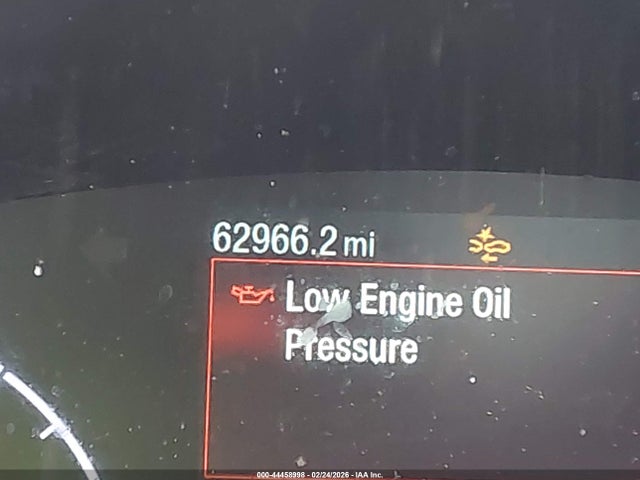 62966.2 mi
Low Engine Oil
Pressure
000-44458998 - 02/24/2026 - IAA Inc.